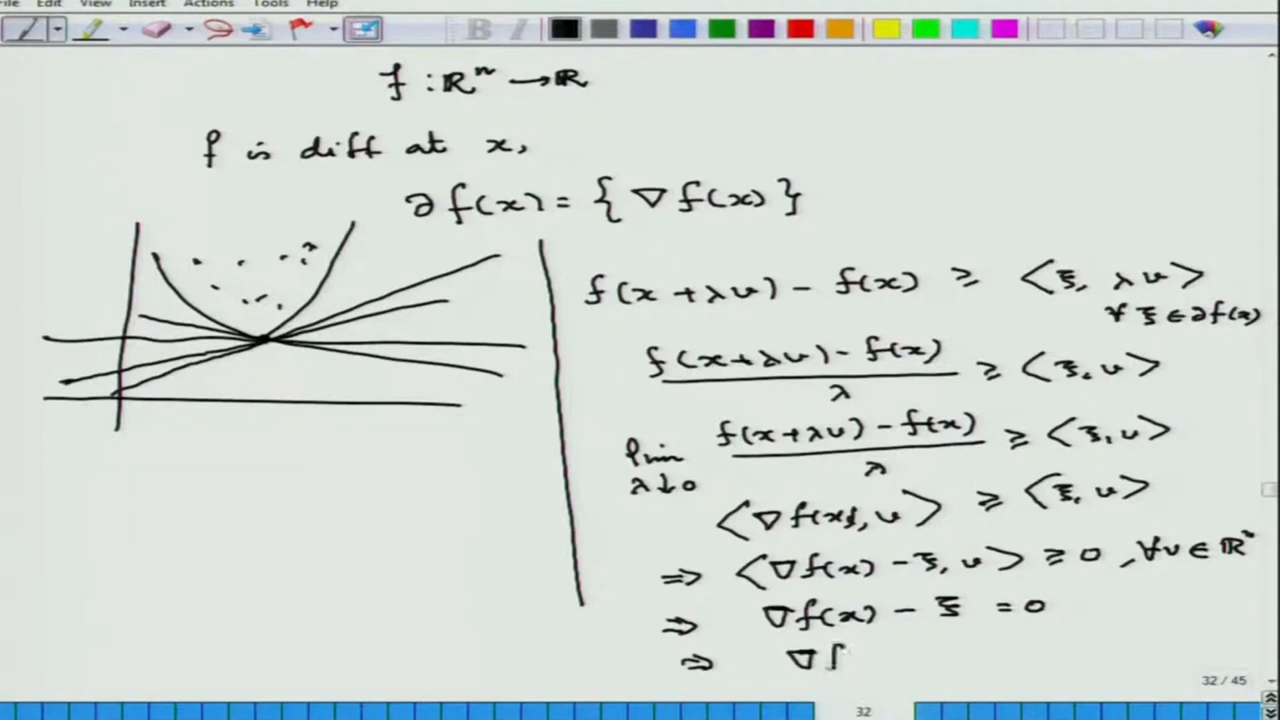 File Edit View Insert Actions Tools Help
f : ℝⁿ → ℝ
f is diff at x,
∂ f(x) = { ∇ f(x) }
f(x + λv) - f(x) ≥ ⟨ξ, λv⟩
∀ ξ ∈ ∂f(x)
f(x+λv) - f(x) / λ ≥ ⟨ξ, v⟩
lim λ↓0 f(x+λv) - f(x) / λ ≥ ⟨ξ, v⟩
⟨∇ f(x), v⟩ ≥ ⟨ξ, v⟩
⇒ ⟨∇ f(x) - ξ, v⟩ ≥ 0 , ∀v ∈ ℝⁿ
⇒ ∇f(x) - ξ = 0
⇒ ∇ f
32 / 45
32